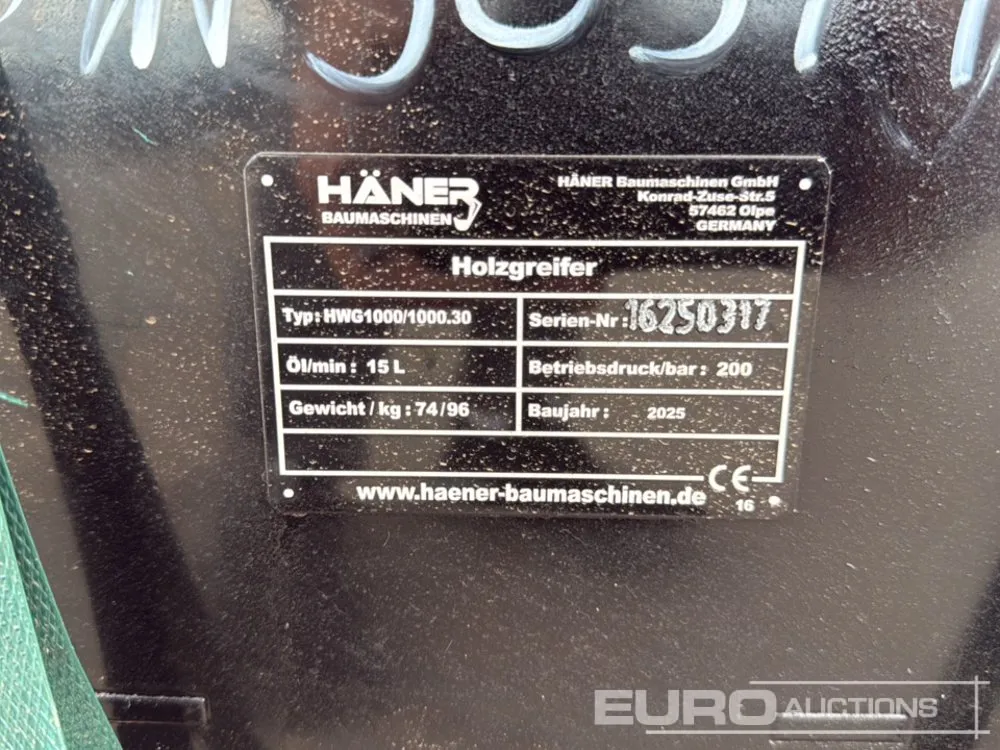 HÄNER
BAUMASCHINEN
HÄNER Baumaschinen GmbH
Konrad-Zuse-Str.5
57462 Olpe
GERMANY
Holzgreifer
Typ: HWG1000/1000.30
Serien-Nr: 16250317
Öl/min: 15 L
Betriebsdruck/bar: 200
Gewicht / kg: 74/96
Baujahr: 2025
www.haener-baumaschinen.de
CE
16
EURO AUCTIONS